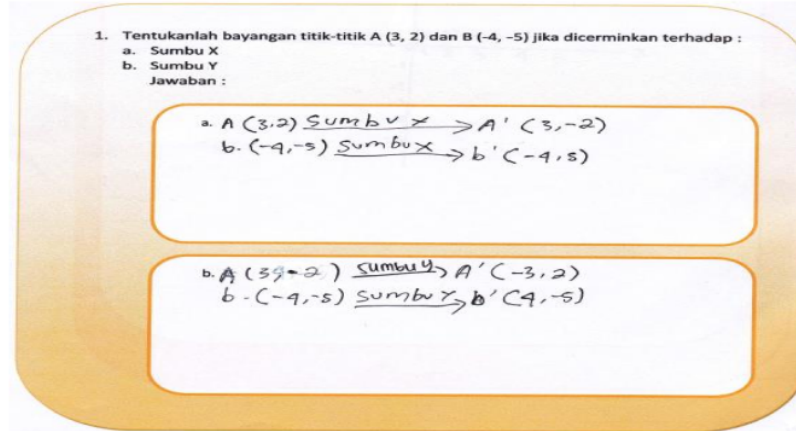 1. Tentukanlah bayangan titik-titik A (3, 2) dan B (-4, -5) jika dicerminkan terhadap :
a. Sumbu X
b. Sumbu Y
Jawaban :
a. A (3,2) Sumbu x → A' (3,-2)
b. (-4,-5) Sumbu x → b' (-4,5)
b. A (3,-2) sumbu y → A' (-3,2)
b. (-4,-5) Sumbu Y → b' (4,-5)